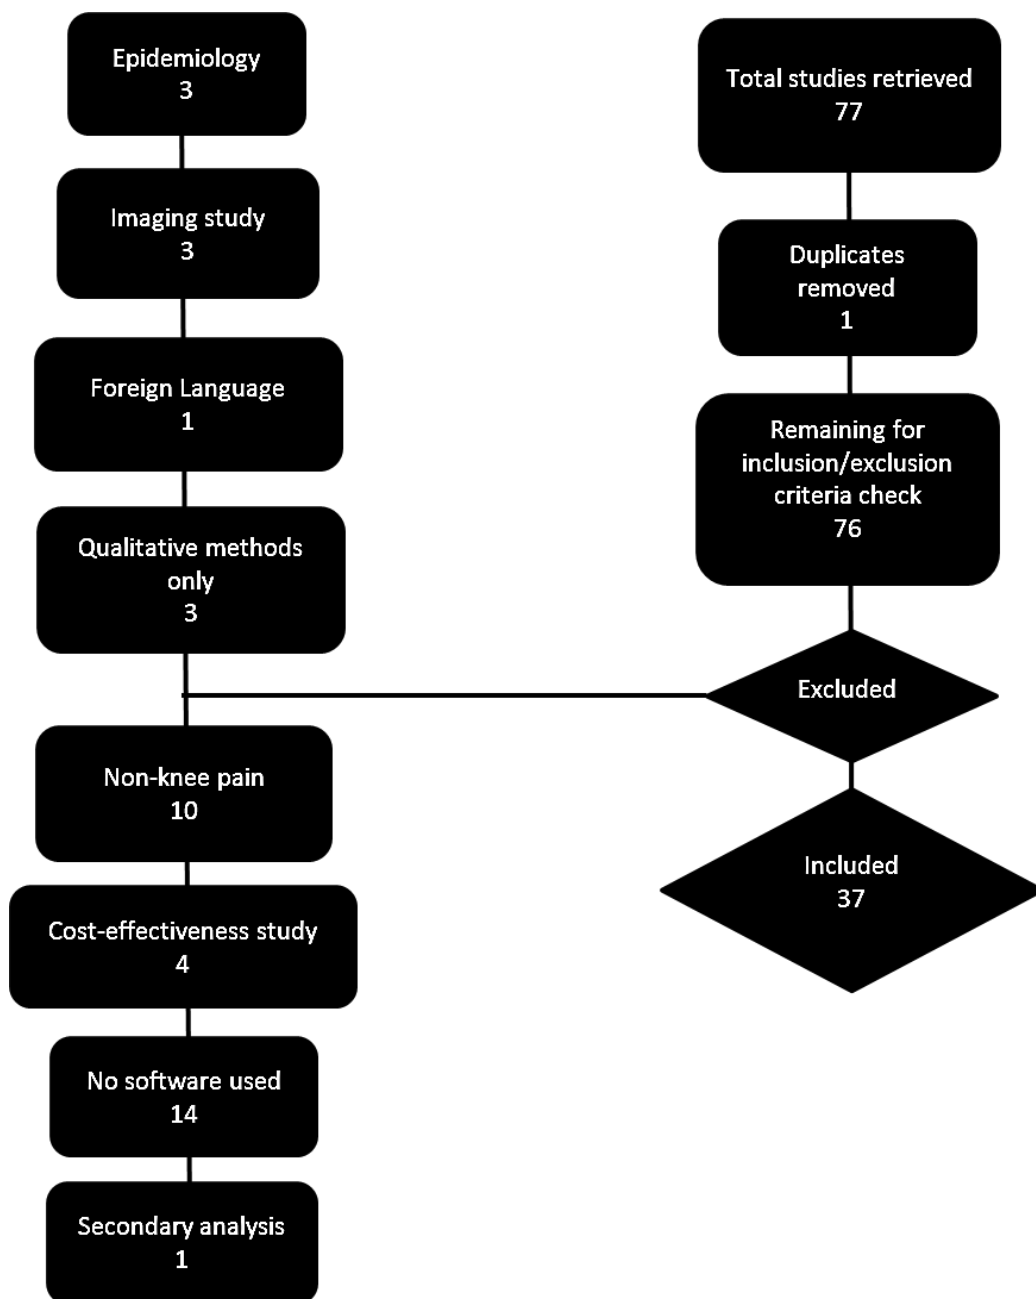 Epidemiology
3
Imaging study
3
Foreign Language
1
Qualitative methods
only
3
Non-knee pain
10
Cost-effectiveness study
4
No software used
14
Secondary analysis
1
Total studies retrieved
77
Duplicates
removed
1
Remaining for
inclusion/exclusion
criteria check
76
Excluded
Included
37